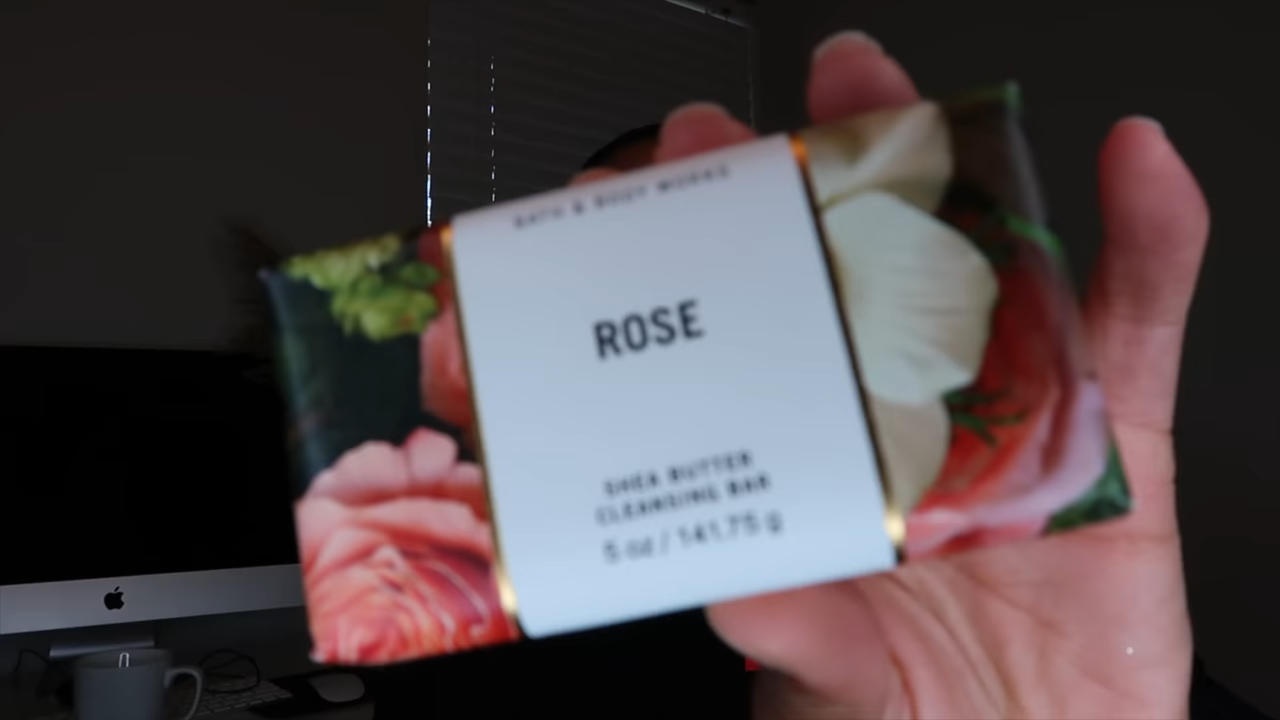 BATH & BODY WORKS
ROSE
SHEA BUTTER
CLEANSING BAR
5 oz / 141.75 g